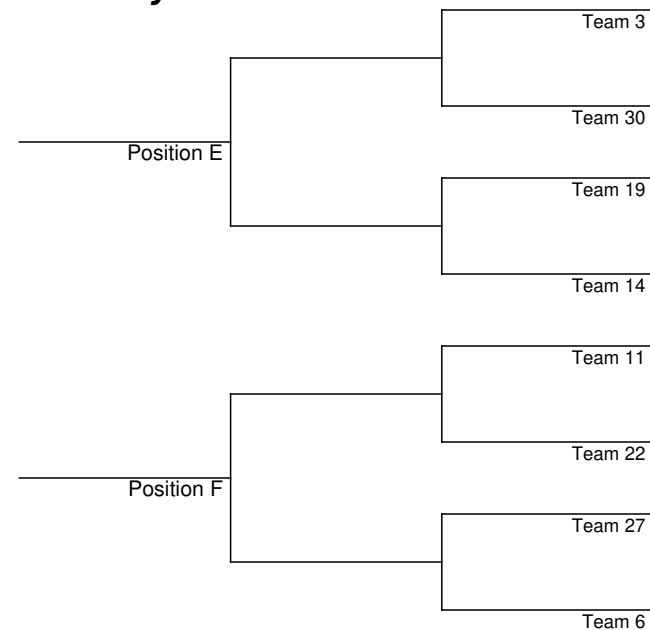 Team 3
Team 30
Position E
Team 19
Team 14
Team 11
Team 22
Position F
Team 27
Team 6